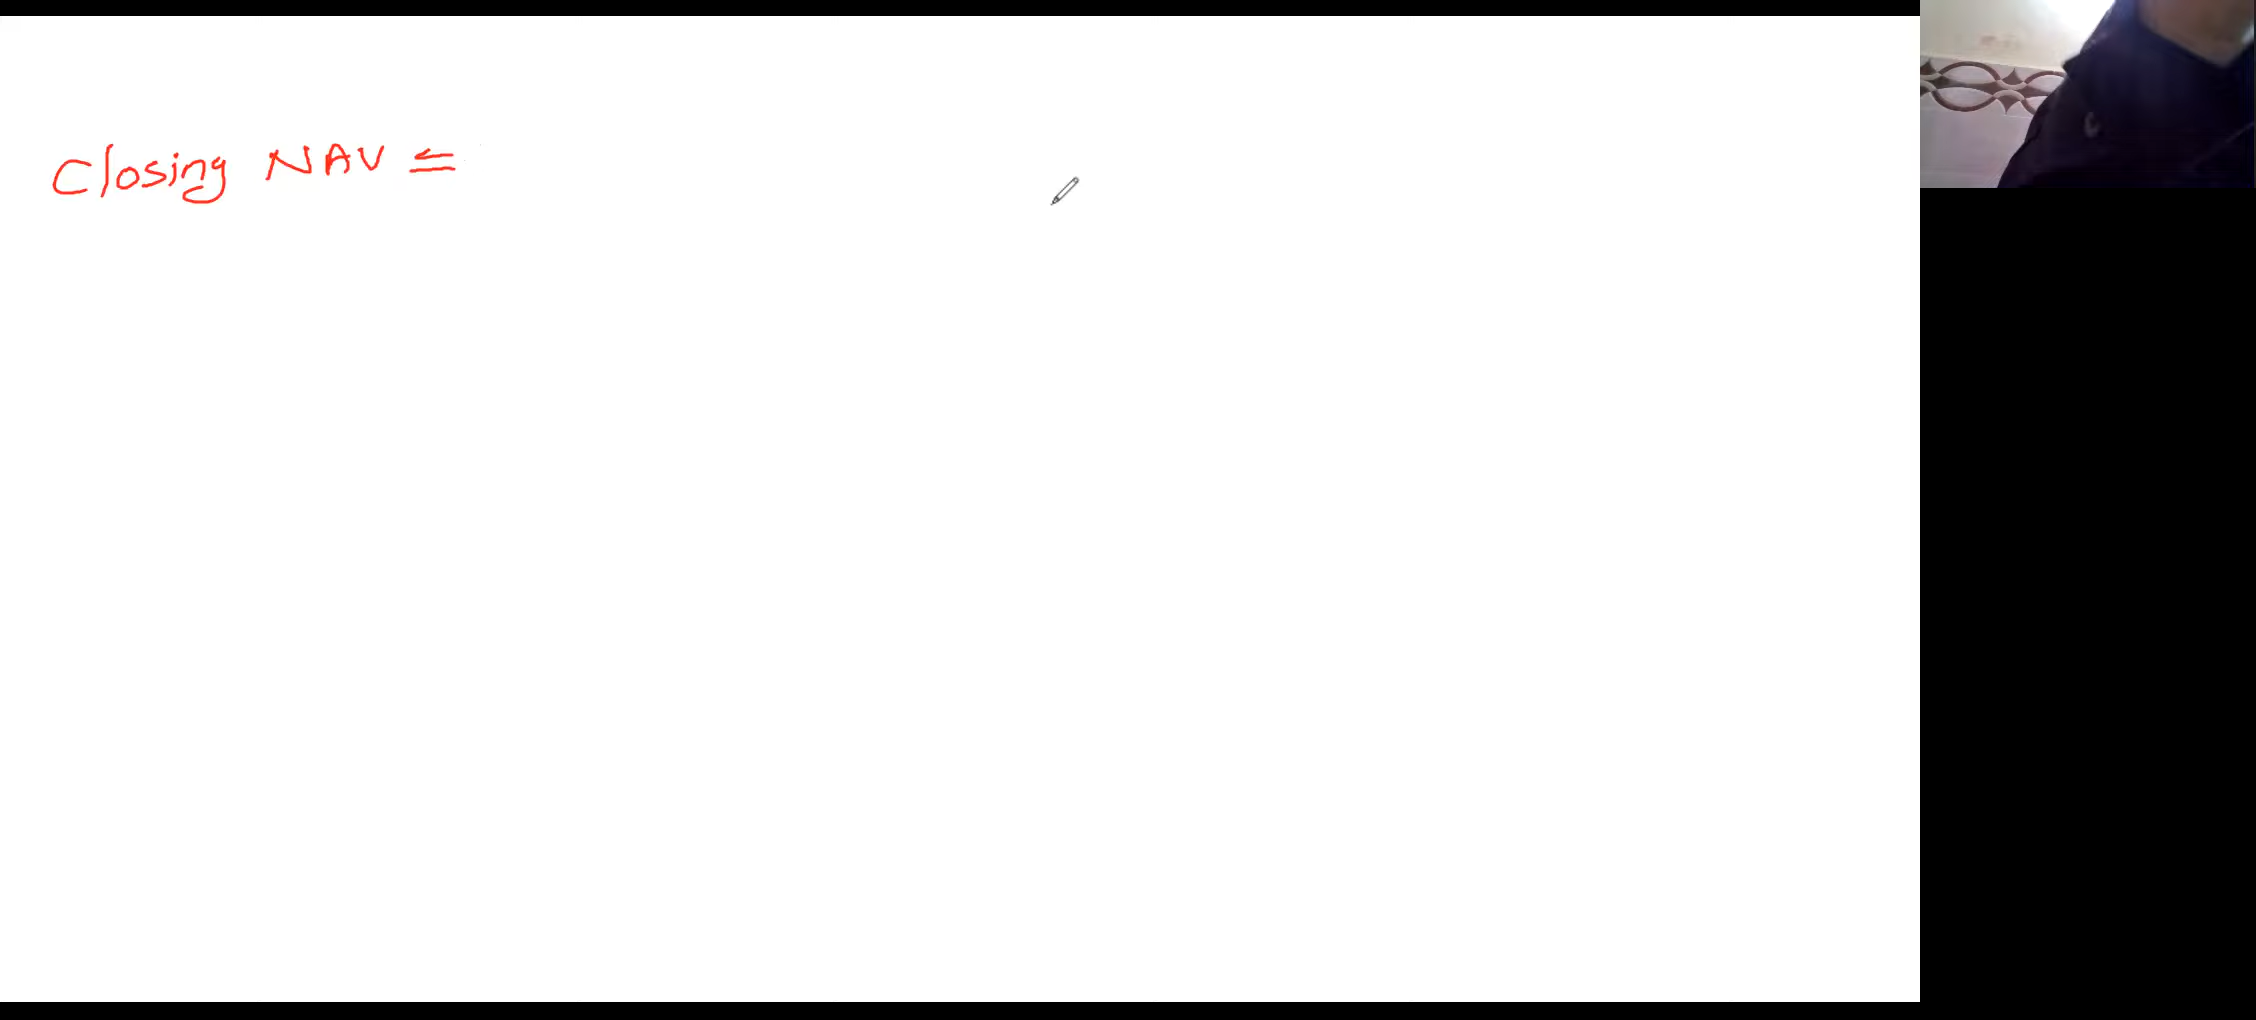 Closing NAV =